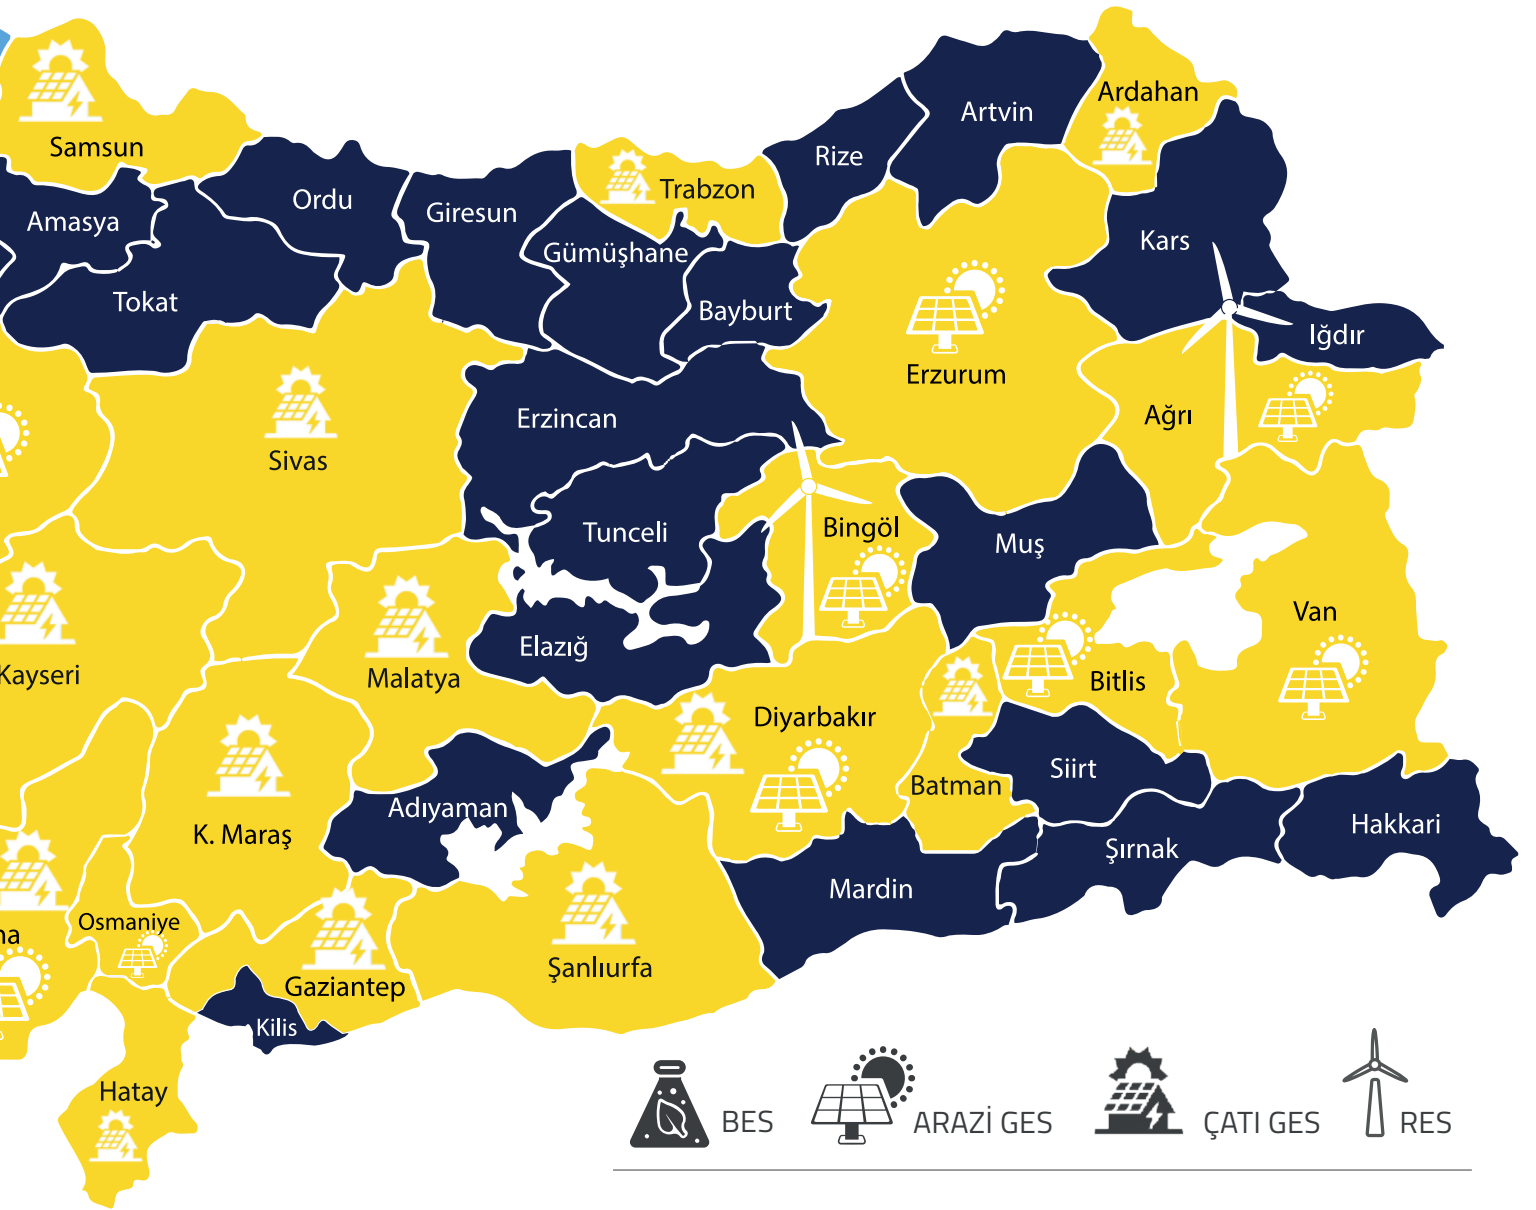 Samsun
Ardahan
Artvin
Rize
Trabzon
Ordu
Giresun
Amasya
Kars
Gümüşhane
Tokat
Bayburt
Iğdır
Erzurum
Ağrı
Erzincan
Sivas
Bingöl
Tunceli
Muş
Van
Elazığ
Kayseri
Malatya
Bitlis
Diyarbakır
Siirt
Batman
Adıyaman
Hakkari
K. Maraş
Şırnak
Mardin
Osmaniye
na
Şanlıurfa
Gaziantep
Kilis
Hatay
BES
ARAZİ GES
ÇATI GES
RES